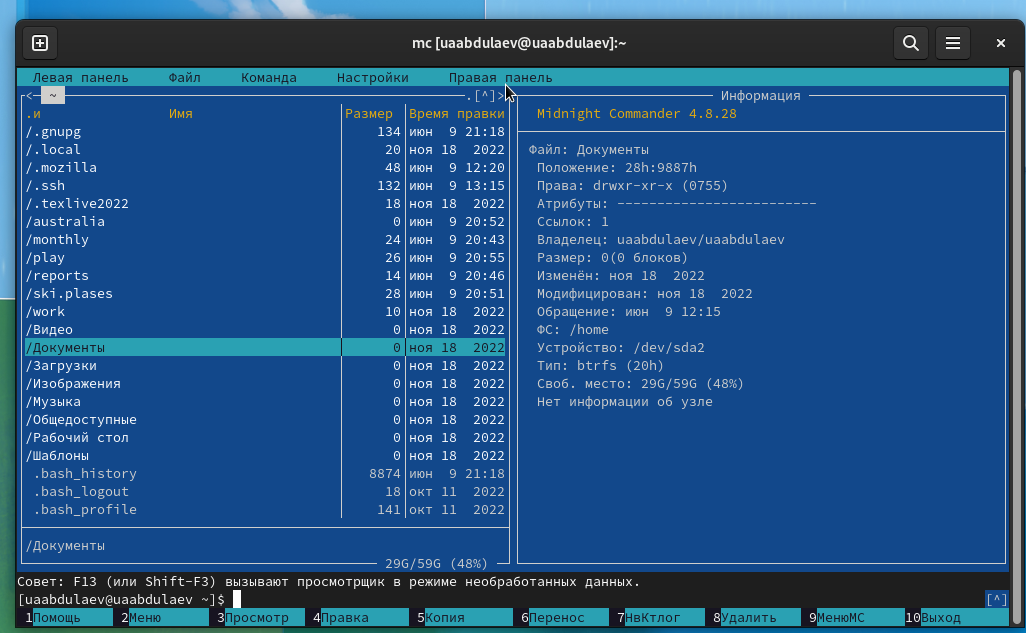 mc [uaabdulaev@uaabdulaev]:~
Левая панель Файл Команда Настройки Правая панель
<─ ~ .[^]>
Информация
.и Имя Размер Время правки
Midnight Commander 4.8.28
/.gnupg 134 июн 9 21:18
/.local 20 ноя 18 2022
Файл: Документы
/.mozilla 48 июн 9 12:20
Положение: 28h:9887h
/.ssh 132 июн 9 13:15
Права: drwxr-xr-x (0755)
/.texlive2022 18 ноя 18 2022
Атрибуты: -------------------------
/australia 0 июн 9 20:52
Ссылок: 1
/monthly 24 июн 9 20:43
Владелец: uaabdulaev/uaabdulaev
/play 26 июн 9 20:55
Размер: 0(0 блоков)
/reports 14 июн 9 20:46
Изменён: ноя 18 2022
/ski.plases 28 июн 9 20:51
Модифицирован: ноя 18 2022
/work 10 ноя 18 2022
Обращение: июн 9 12:15
/Видео 0 ноя 18 2022
ФС: /home
/Документы 0 ноя 18 2022
Устройство: /dev/sda2
/Загрузки 0 ноя 18 2022
Тип: btrfs (20h)
/Изображения 0 ноя 18 2022
Своб. место: 29G/59G (48%)
/Музыка 0 ноя 18 2022
Нет информации об узле
/Общедоступные 0 ноя 18 2022
/Рабочий стол 0 ноя 18 2022
/Шаблоны 0 ноя 18 2022
.bash_history 8874 июн 9 21:18
.bash_logout 18 окт 11 2022
.bash_profile 141 окт 11 2022
/Документы
29G/59G (48%)
Совет: F13 (или Shift-F3) вызывают просмотрщик в режиме необработанных данных.
[uaabdulaev@uaabdulaev ~]$ [^]
1Помощь 2Меню 3Просмотр 4Правка 5Копия 6Перенос 7НвКтлог 8Удалить 9МенюMC 10Выход